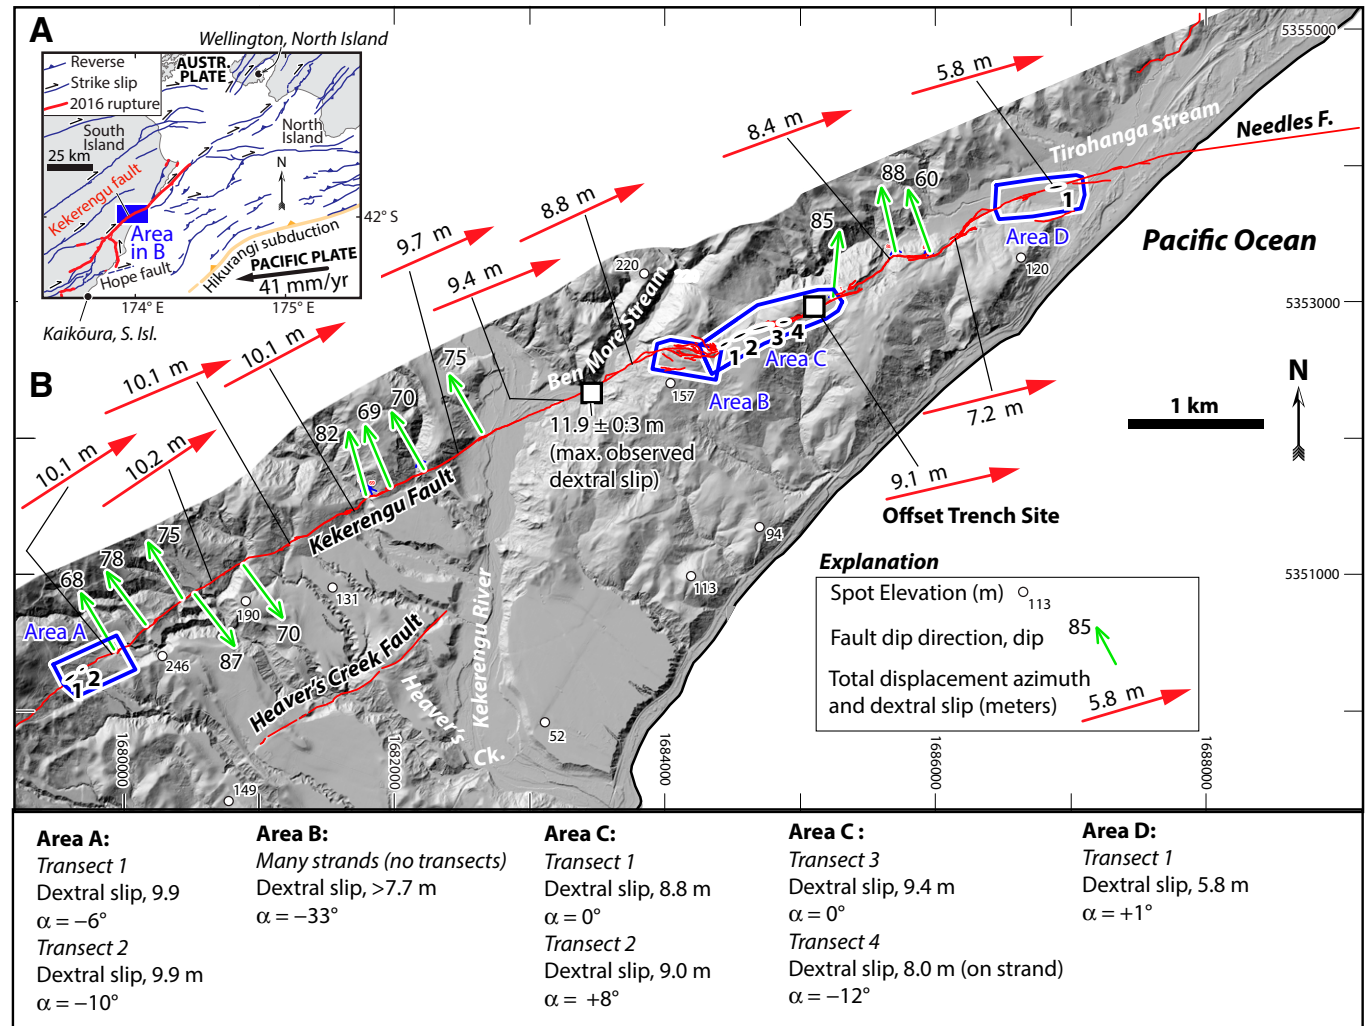 A
Wellington, North Island
Reverse
Strike slip
2016 rupture
AUSTR.
PLATE
South
Island
North
Island
25 km
N
Kekerengu fault
Area
in B
42° S
Hikurangi subduction
PACIFIC PLATE
41 mm/yr
Hope fault
174° E
175° E
Kaikōura, S. Isl.
B
5355000
5353000
5351000
1680000
1682000
1684000
1686000
1688000
5.8 m
8.4 m
8.8 m
9.7 m
9.4 m
10.1 m
10.1 m
10.1 m
10.2 m
7.2 m
9.1 m
Offset Trench Site
Tirohanga Stream
Needles F.
Pacific Ocean
88
60
85
75
70
69
82
75
78
68
70
87
220
120
157
94
113
131
190
246
52
149
Ben More Stream
11.9 ± 0.3 m
(max. observed
dextral slip)
Kekerengu Fault
Heaver's Creek Fault
Kekerengu River
Heaver's
Ck.
Area A
1
2
Area B
Area C
1
2
3
4
Area D
1
N
1 km
Explanation
Spot Elevation (m) 113
Fault dip direction, dip 85
Total displacement azimuth
and dextral slip (meters) 5.8 m
Area A:
Transect 1
Dextral slip, 9.9
α = −6°
Transect 2
Dextral slip, 9.9 m
α = −10°
Area B:
Many strands (no transects)
Dextral slip, >7.7 m
α = −33°
Area C:
Transect 1
Dextral slip, 8.8 m
α = 0°
Transect 2
Dextral slip, 9.0 m
α = +8°
Area C :
Transect 3
Dextral slip, 9.4 m
α = 0°
Transect 4
Dextral slip, 8.0 m (on strand)
α = −12°
Area D:
Transect 1
Dextral slip, 5.8 m
α = +1°